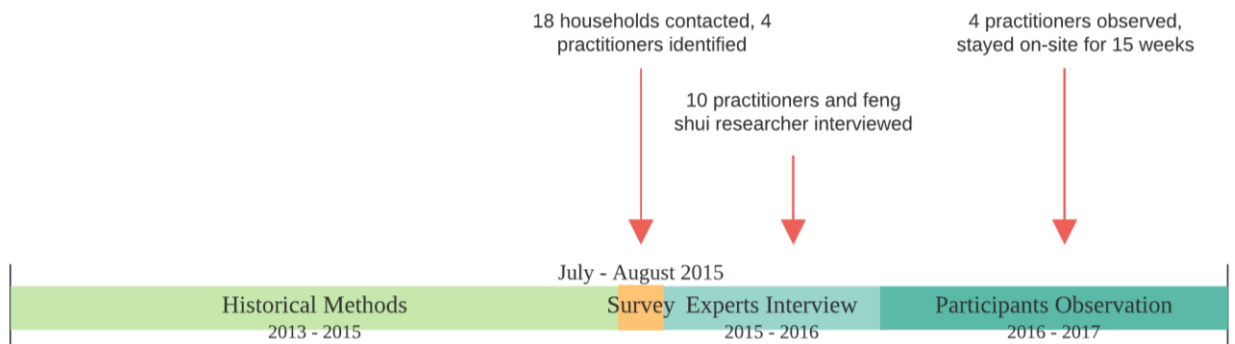 18 households contacted, 4
practitioners identified
4 practitioners observed,
stayed on-site for 15 weeks
10 practitioners and feng
shui researcher interviewed
July - August 2015
Historical Methods
2013 - 2015
Survey
Experts Interview
2015 - 2016
Participants Observation
2016 - 2017